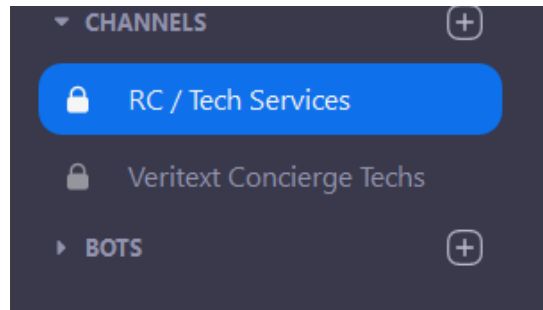 CHANNELS
RC / Tech Services
Veritext Concierge Techs
BOTS